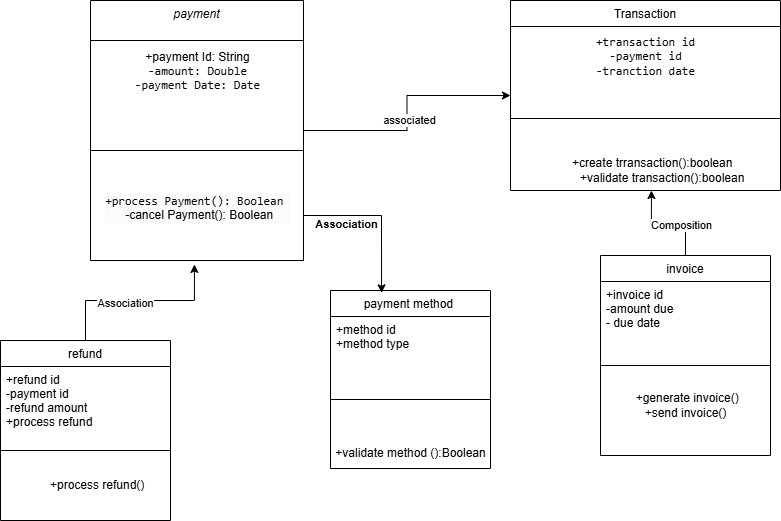 payment
+payment Id: String
-amount: Double
-payment Date: Date
+process Payment(): Boolean
-cancel Payment(): Boolean
associated
Transaction
+transaction id
-payment id
-tranction date
+create trransaction():boolean
+validate transaction():boolean
Association
Composition
Association
refund
+refund id
-payment id
-refund amount
+process refund
+process refund()
payment method
+method id
+method type
+validate method ():Boolean
invoice
+invoice id
-amount due
- due date
+generate invoice()
+send invoice()